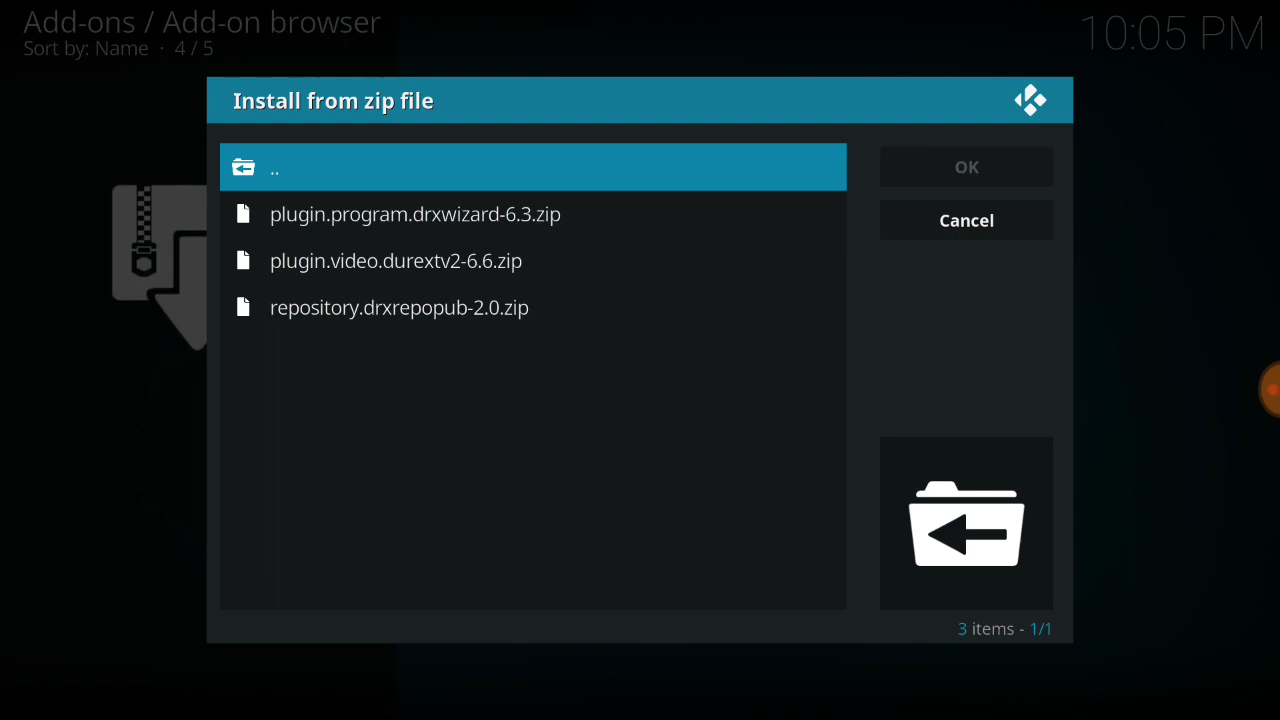 Add-ons / Add-on browser
Sort by: Name · 4 / 5
10:05 PM
Install from zip file
..
plugin.program.drxwizard-6.3.zip
plugin.video.durextv2-6.6.zip
repository.drxrepopub-2.0.zip
OK
Cancel
3 items - 1/1